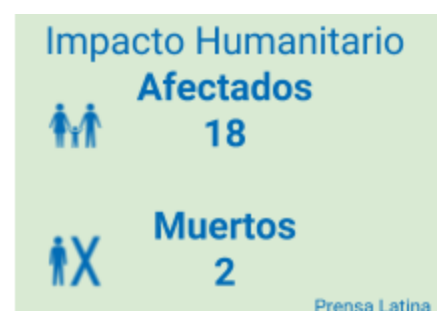 Impacto Humanitario
Afectados
18
Muertos
2
Prensa Latina